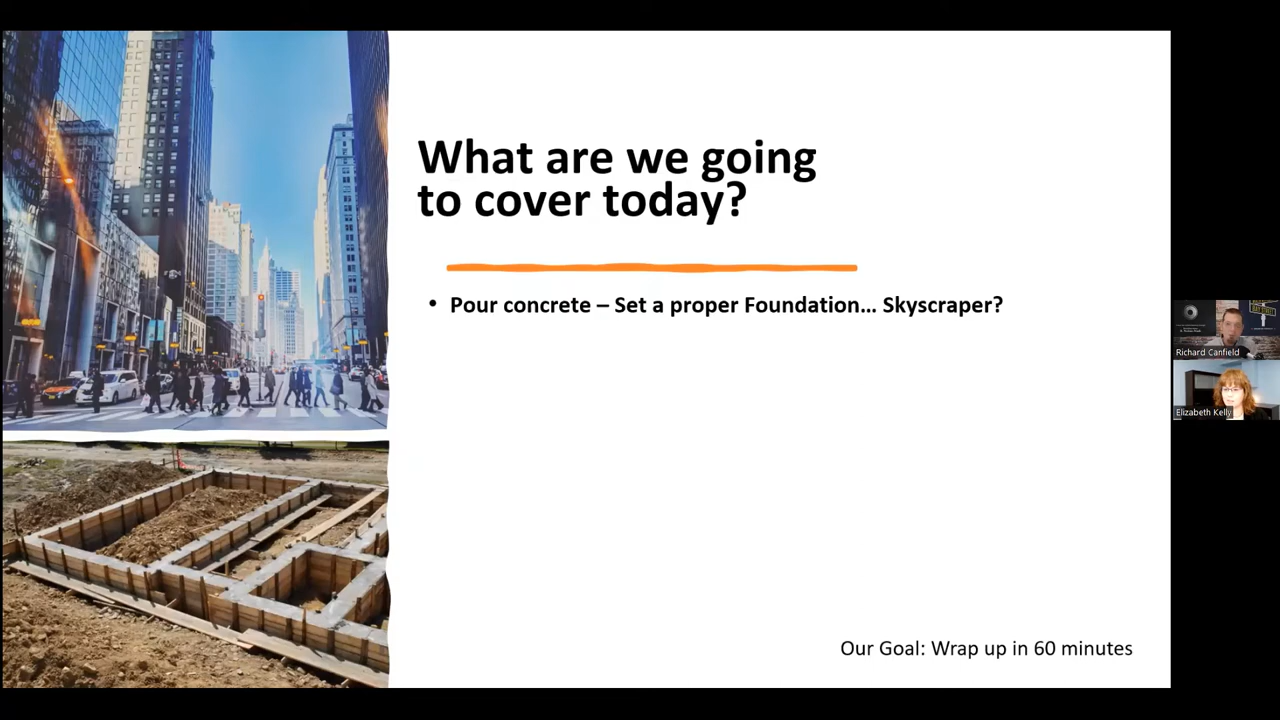 What are we going
to cover today?
• Pour concrete – Set a proper Foundation... Skyscraper?
Our Goal: Wrap up in 60 minutes
Richard Canfield
Elizabeth Kelly